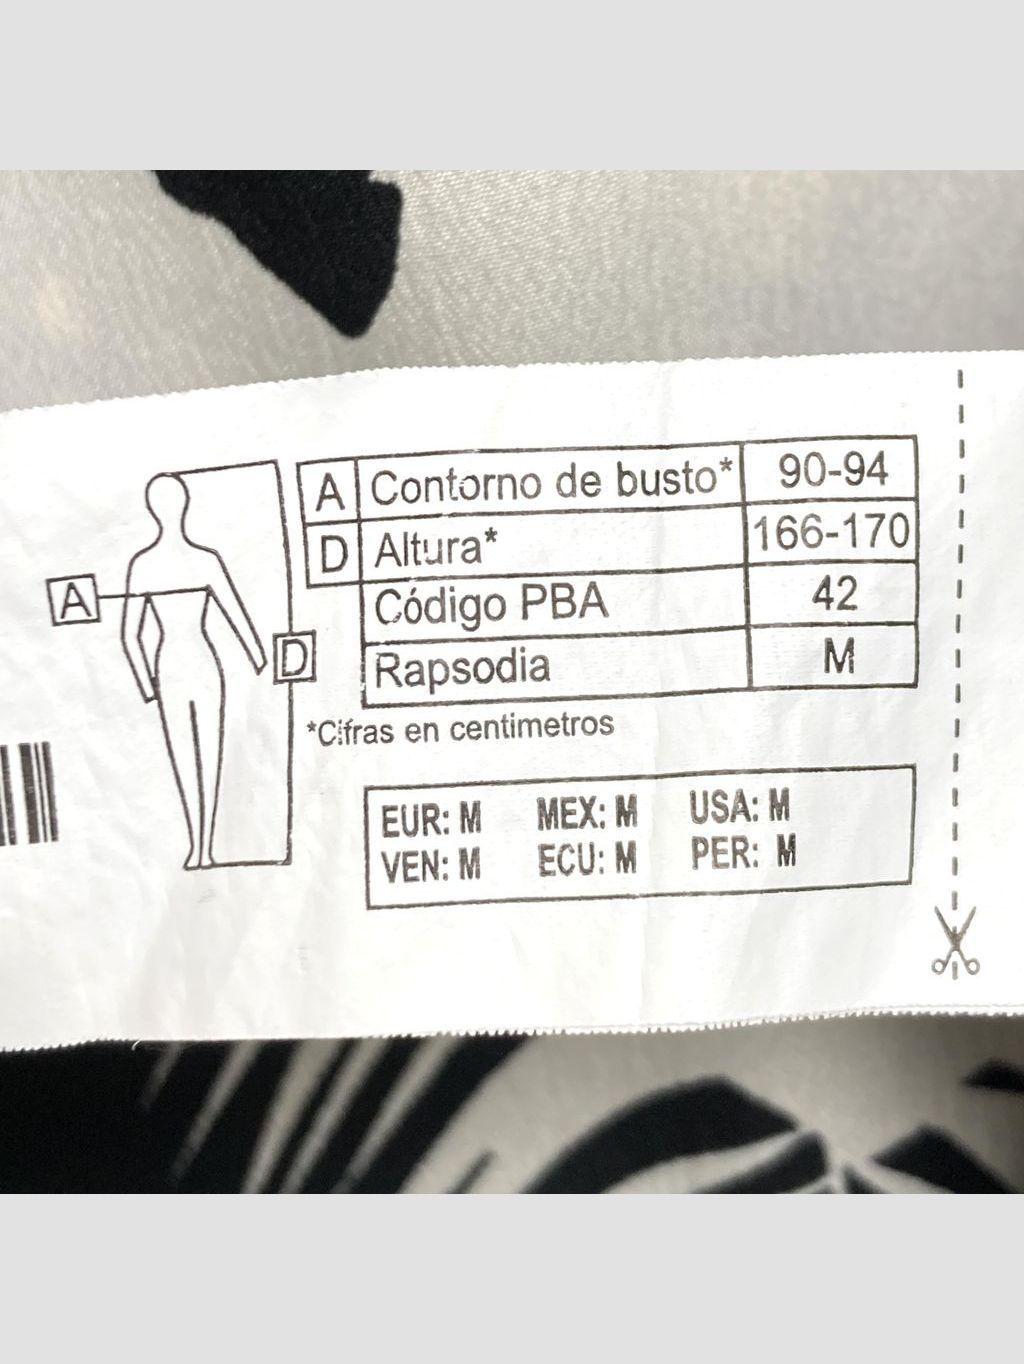 A Contorno de busto* 90-94
D Altura* 166-170
Código PBA 42
Rapsodia M
*Cifras en centimetros
A
D
EUR: M MEX: M USA: M
VEN: M ECU: M PER: M